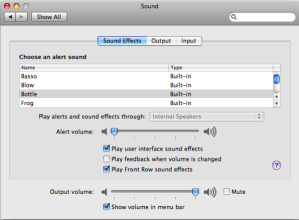 Sound
Show All
Sound Effects Output Input
Choose an alert sound
Name Type
Basso Built-in
Blow Built-in
Bottle Built-in
Frog Built-in
Play alerts and sound effects through: Internal Speakers
Alert volume:
Play user interface sound effects
Play feedback when volume is changed
Play Front Row sound effects
?
Output volume: Mute
Show volume in menu bar